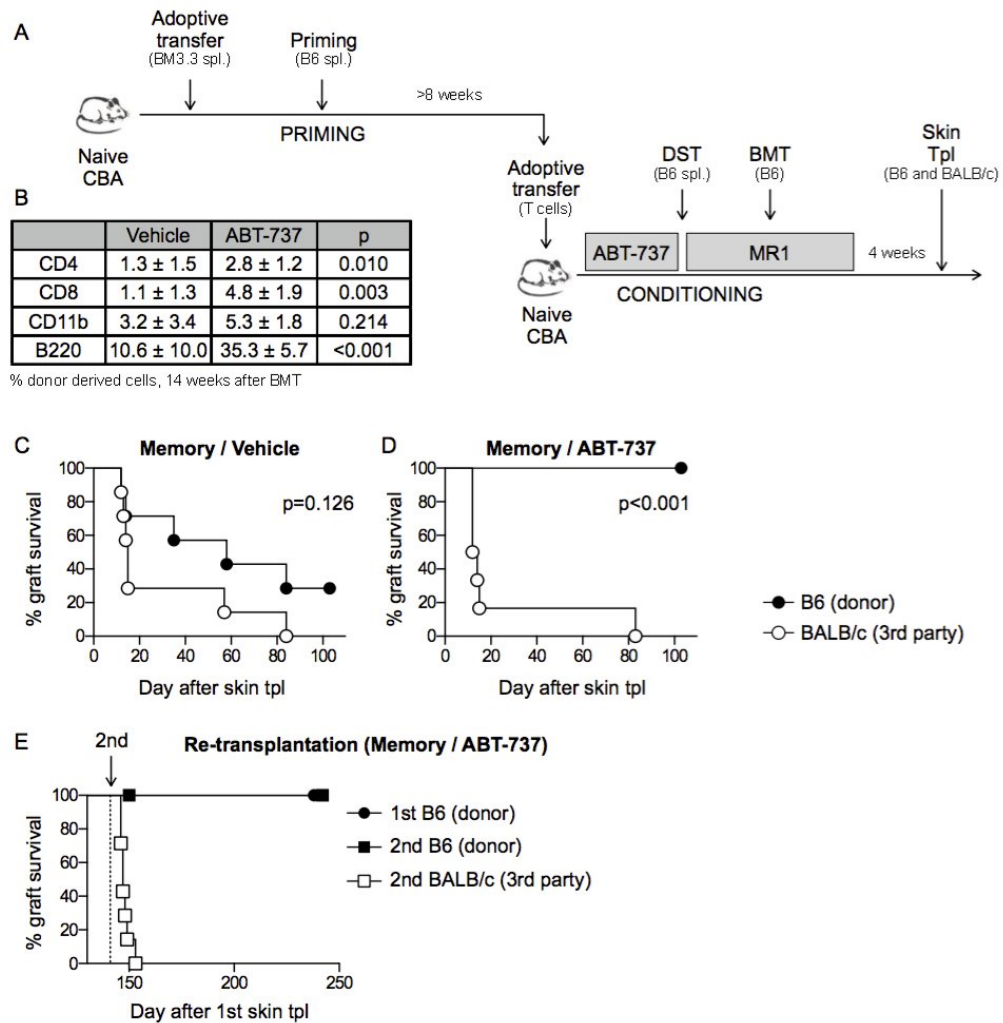 A
Adoptive
transfer
(BM3.3 spl.)
Priming
(B6 spl.)
>8 weeks
PRIMING
Naive
CBA
Adoptive
transfer
(T cells)
Naive
CBA
DST
(B6 spl.)
BMT
(B6)
Skin
Tpl
(B6 and BALB/c)
ABT-737
MR1
4 weeks
CONDITIONING
B
Vehicle ABT-737 p
CD4 1.3 ± 1.5 2.8 ± 1.2 0.010
CD8 1.1 ± 1.3 4.8 ± 1.9 0.003
CD11b 3.2 ± 3.4 5.3 ± 1.8 0.214
B220 10.6 ± 10.0 35.3 ± 5.7 <0.001
% donor derived cells, 14 weeks after BMT
C Memory / Vehicle
p=0.126
% graft survival
100
80
60
40
20
0
0 20 40 60 80 100
Day after skin tpl
D Memory / ABT-737
p<0.001
% graft survival
100
80
60
40
20
0
0 20 40 60 80 100
Day after skin tpl
B6 (donor)
BALB/c (3rd party)
E 2nd Re-transplantation (Memory / ABT-737)
% graft survival
100
80
60
40
20
0
150 200 250
Day after 1st skin tpl
1st B6 (donor)
2nd B6 (donor)
2nd BALB/c (3rd party)